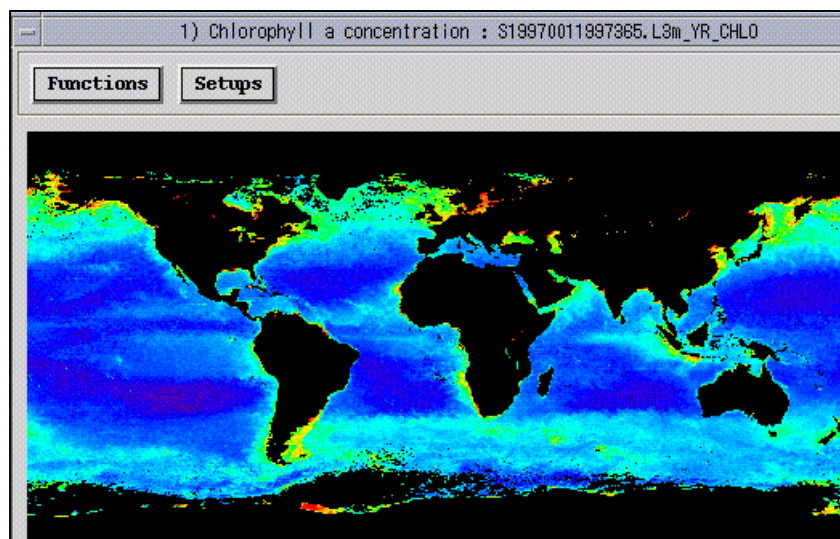 1) Chlorophyll a concentration : S19970011997365.L3m_YR_CHLO
Functions Setups